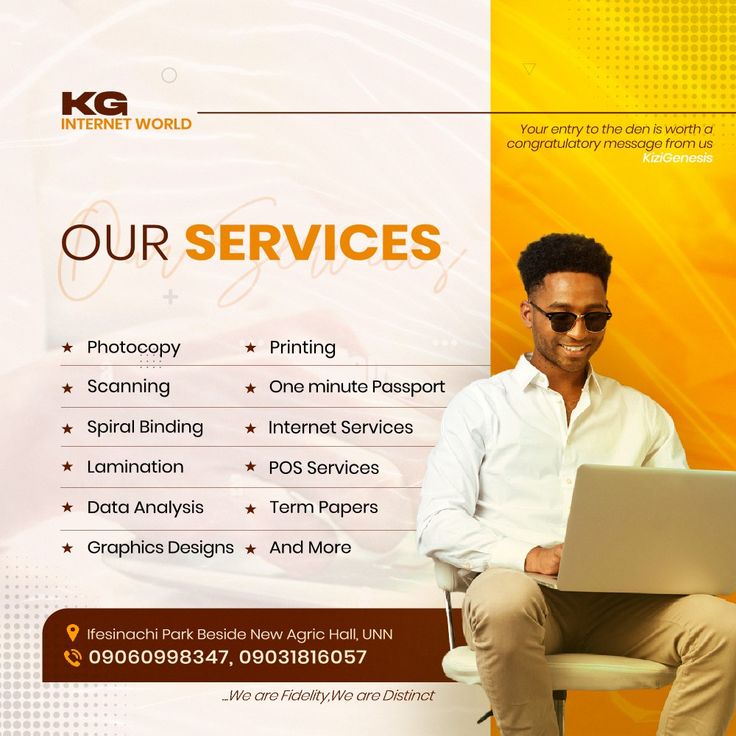 KG
INTERNET WORLD
Your entry to the den is worth a
congratulatory message from us
KiziGenesis
Our Services
OUR SERVICES
Photocopy
Printing
Scanning
One minute Passport
Spiral Binding
Internet Services
Lamination
POS Services
Data Analysis
Term Papers
Graphics Designs
And More
Ifesinachi Park Beside New Agric Hall, UNN
09060998347, 09031816057
...We are Fidelity,We are Distinct